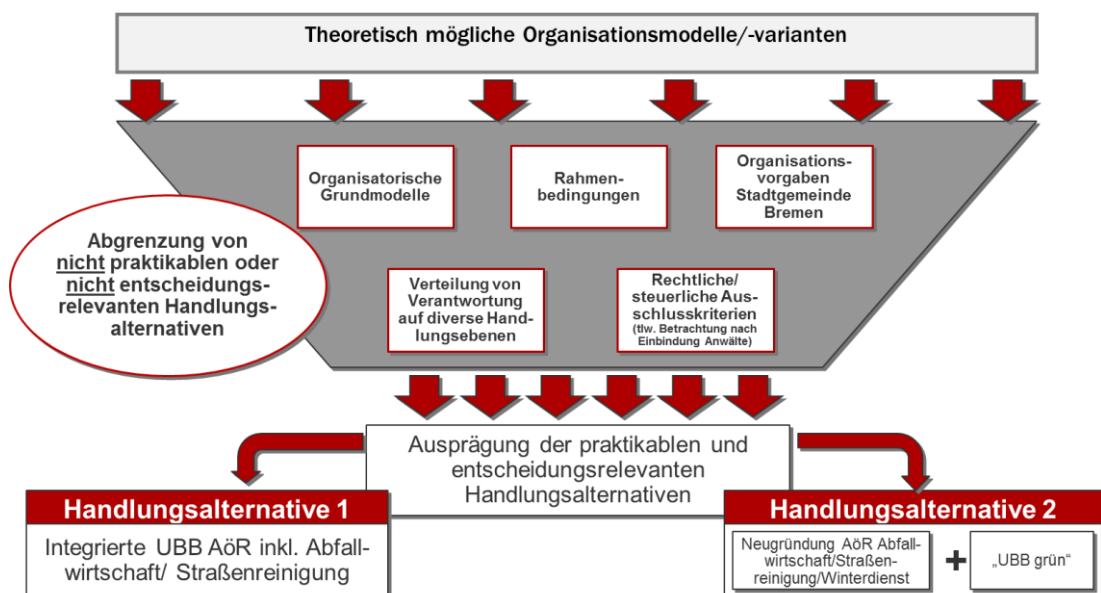 Theoretisch mögliche Organisationsmodelle/-varianten
Organisatorische
Grundmodelle
Rahmen-
bedingungen
Organisations-
vorgaben
Stadtgemeinde
Bremen
Abgrenzung von
nicht praktikablen oder
nicht entscheidungs-
relevanten Handlungs-
alternativen
Verteilung von
Verantwortung
auf diverse Hand-
lungsebenen
Rechtliche/
steuerliche Aus-
schlusskriterien
(tlw. Betrachtung nach
Einbindung Anwälte)
Ausprägung der praktikablen und
entscheidungsrelevanten
Handlungsalternativen
Handlungsalternative 1
Integrierte UBB AöR inkl. Abfall-
wirtschaft/ Straßenreinigung
Handlungsalternative 2
Neugründung AöR Abfall-
wirtschaft/Straßen-
reinigung/Winterdienst
+
„UBB grün“